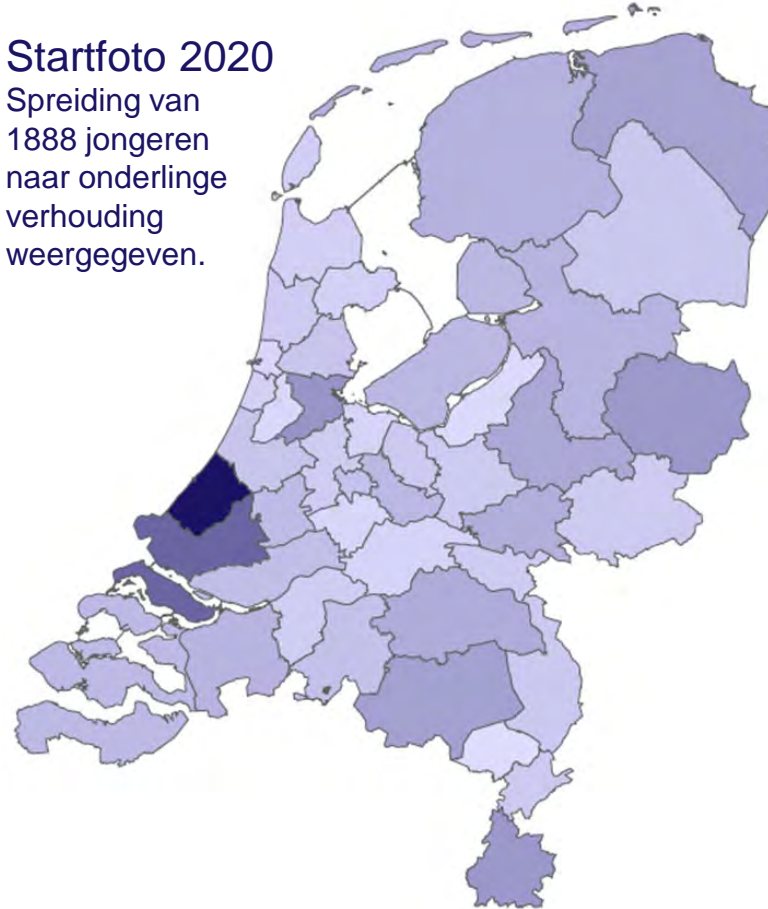 Startfoto 2020
Spreiding van
1888 jongeren
naar onderlinge
verhouding
weergegeven.